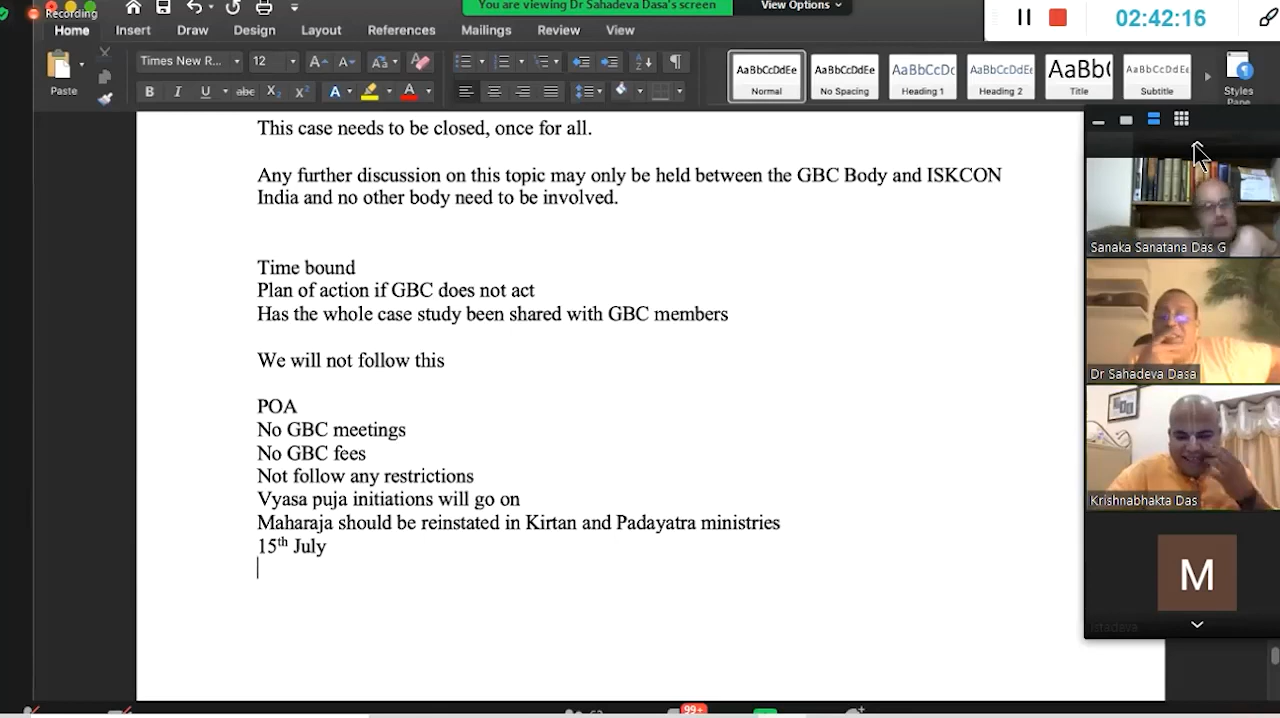 Recording
You are viewing Dr Sahadeva Dasa's screen
View Options
02:42:16
Home Insert Draw Design Layout References Mailings Review View
Paste
Times New R... 12
B I U abc X₂ X² A A
AaBbCcDdEe
Normal
AaBbCcDdEe
No Spacing
AaBbCcDc
Heading 1
AaBbCcDdEe
Heading 2
AaBb(
Title
AaBbCcDdEe
Subtitle
Styles
Pane
This case needs to be closed, once for all.
Any further discussion on this topic may only be held between the GBC Body and ISKCON
India and no other body need to be involved.
Time bound
Plan of action if GBC does not act
Has the whole case study been shared with GBC members
We will not follow this
POA
No GBC meetings
No GBC fees
Not follow any restrictions
Vyasa puja initiations will go on
Maharaja should be reinstated in Kirtan and Padayatra ministries
15th July
Sanaka Sanatana Das G
Dr Sahadeva Dasa
Krishnabhakta Das
M
99+